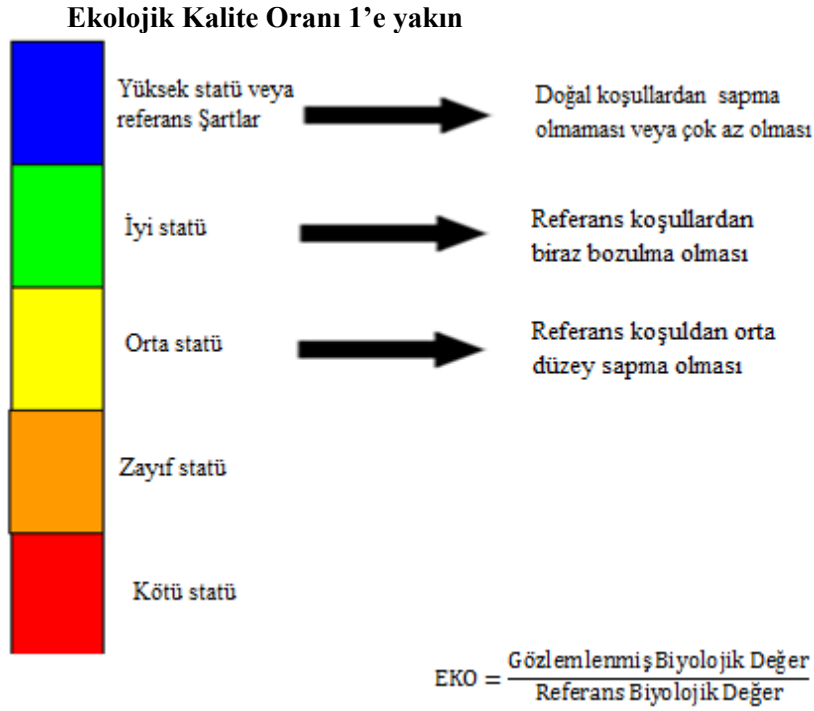 Ekolojik Kalite Oranı 1’e yakın
Yüksek statü veya
referans Şartlar
Doğal koşullardan sapma
olmaması veya çok az olması
İyi statü
Referans koşullardan
biraz bozulma olması
Orta statü
Referans koşuldan orta
düzey sapma olması
Zayıf statü
Kötü statü
EKO = Gözlemlenmiş Biyolojik Değer
Referans Biyolojik Değer